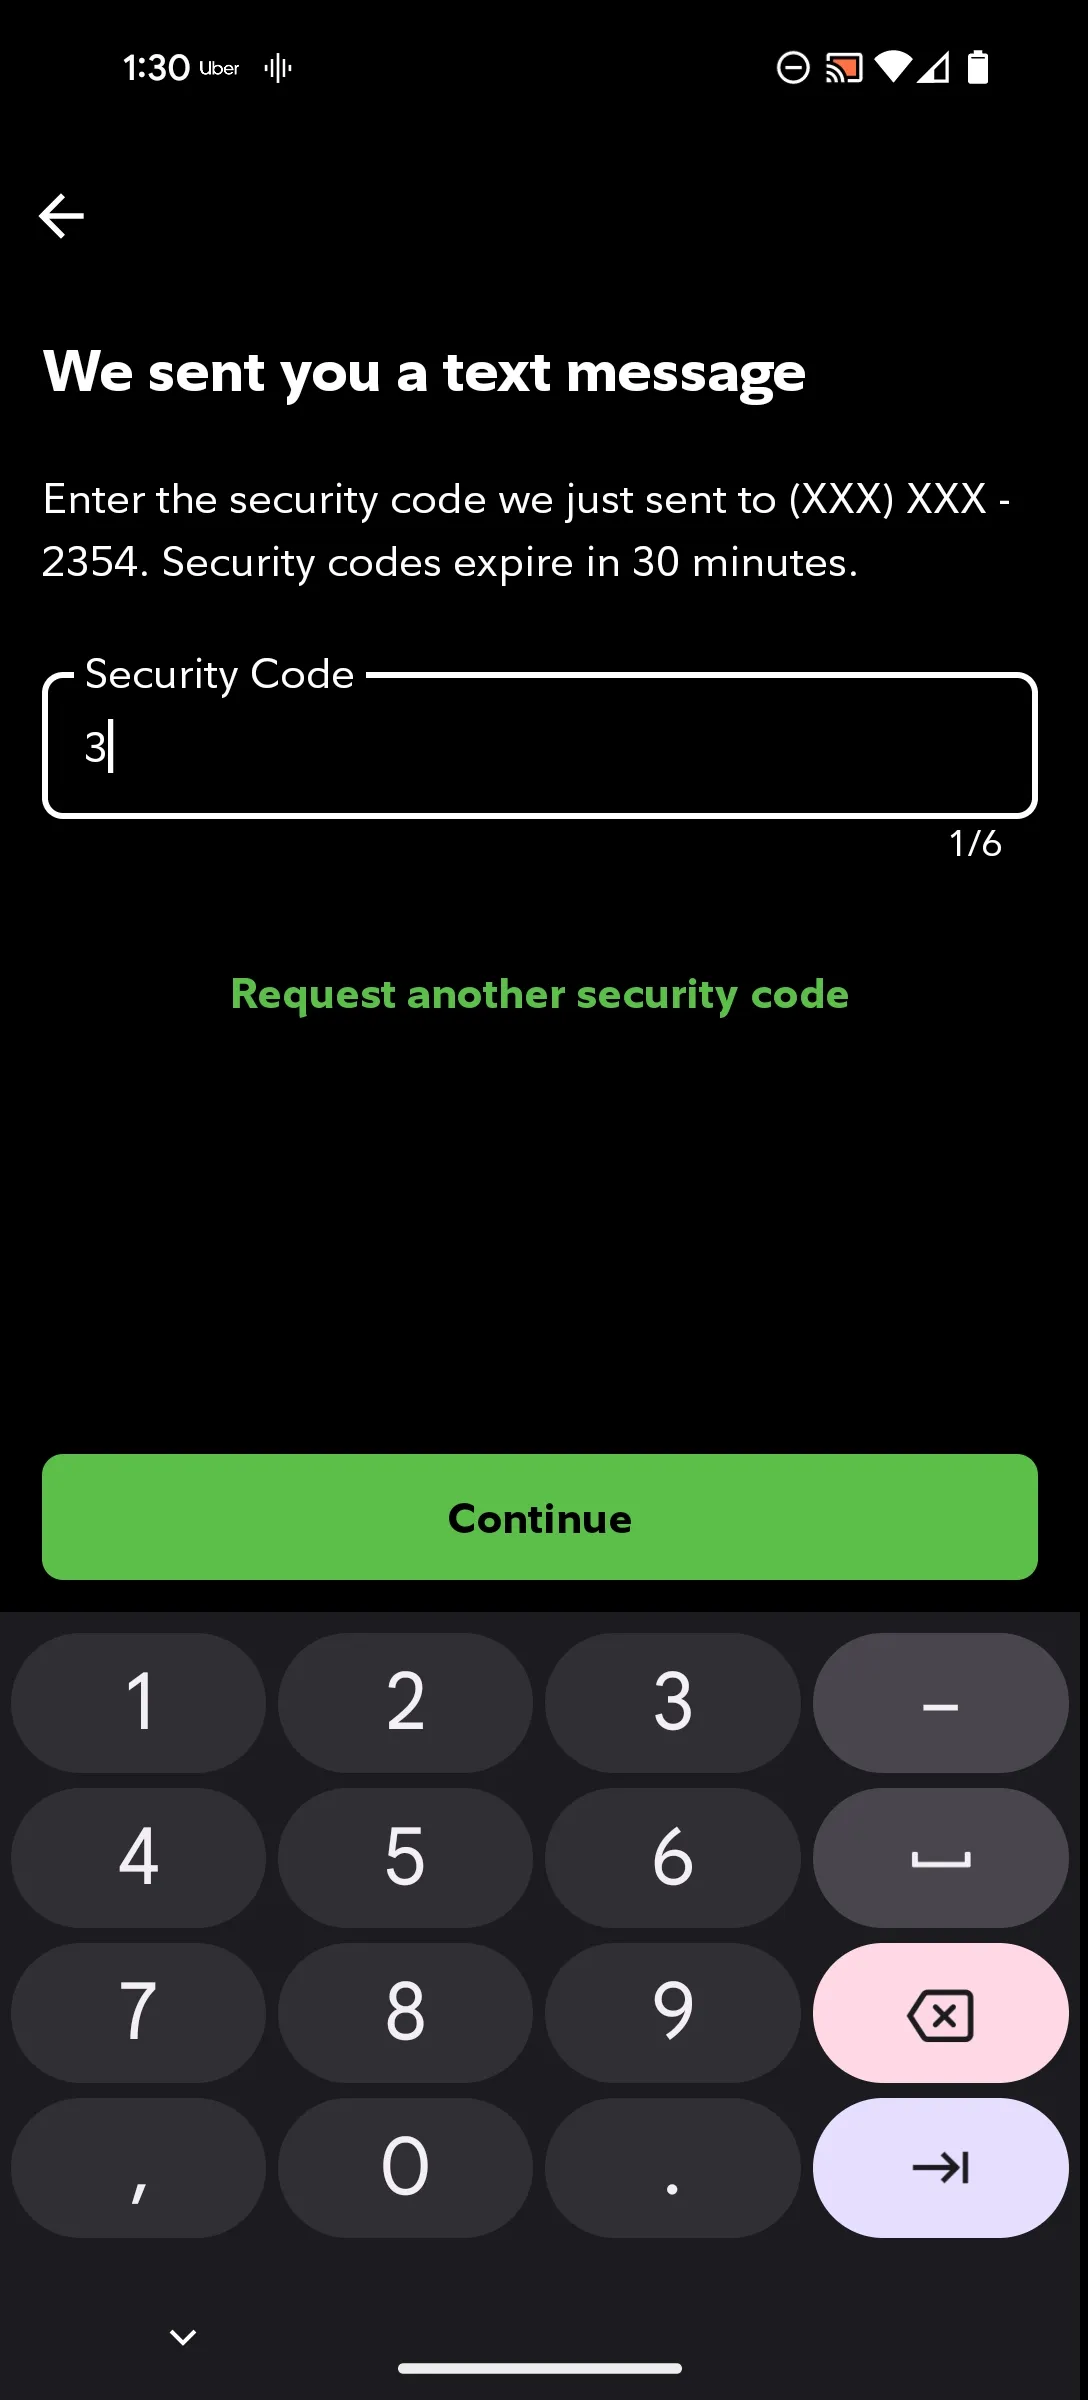 1:30 Uber
We sent you a text message
Enter the security code we just sent to (XXX) XXX -
2354. Security codes expire in 30 minutes.
Security Code
3
1/6
Request another security code
Continue
1 2 3 –
4 5 6
7 8 9
, 0 .